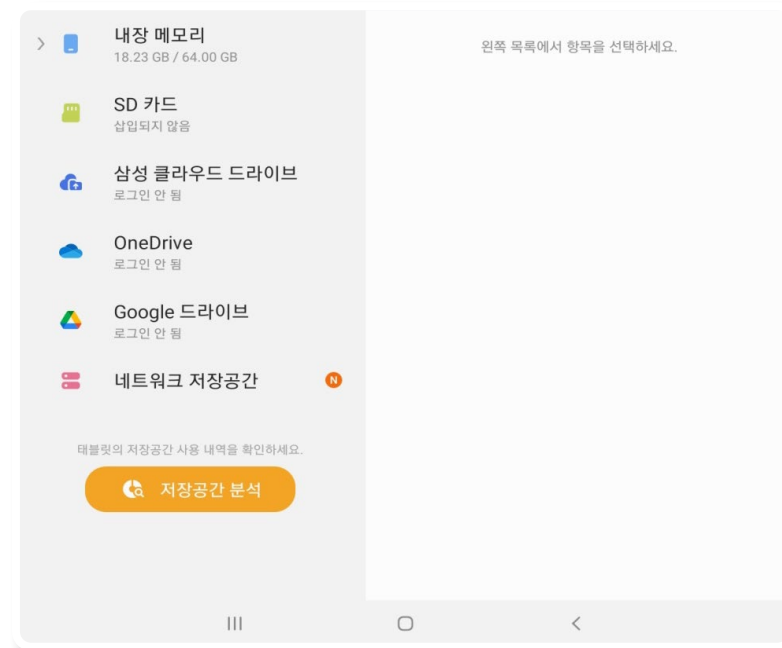 내장 메모리
18.23 GB / 64.00 GB
왼쪽 목록에서 항목을 선택하세요.
SD 카드
삽입되지 않음
삼성 클라우드 드라이브
로그인 안 됨
OneDrive
로그인 안 됨
Google 드라이브
로그인 안 됨
네트워크 저장공간 N
태블릿의 저장공간 사용 내역을 확인하세요.
저장공간 분석